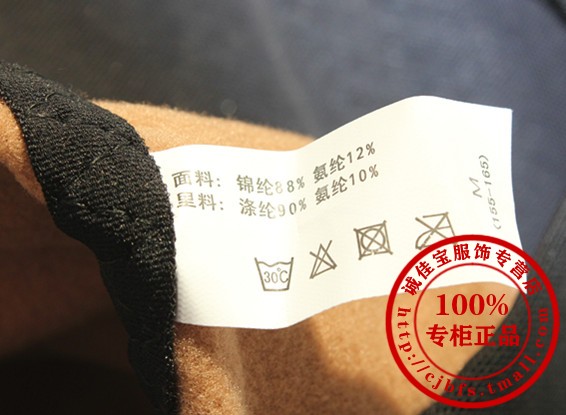 面料: 锦纶88% 氨纶12%
里料: 涤纶90% 氨纶10%
M
(155-165)
30℃
诚佳宝服饰专营店
100%
专柜正品
http://cjbfs.tmall.com